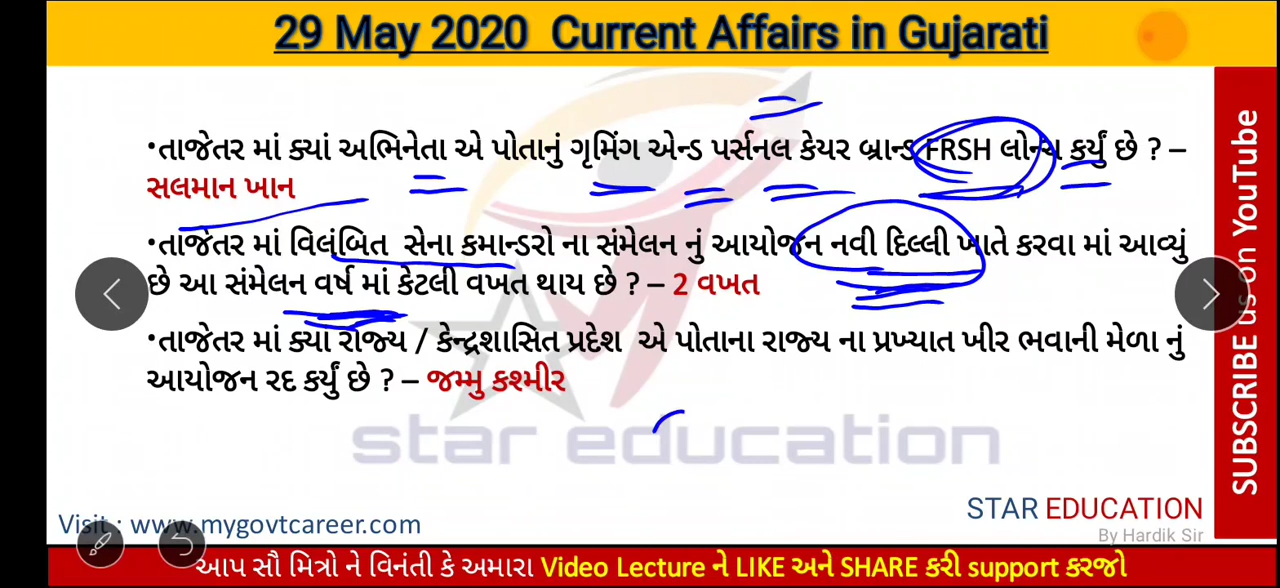 29 May 2020 Current Affairs in Gujarati
•તાજેતર માં ક્યાં અભિનેતા એ પોતાનું ગૃમિંગ એન્ડ પર્સનલ કેયર બ્રાન્ડ FRSH લોન્ચ કર્યું છે ? –
સલમાન ખાન
•તાજેતર માં વિલંબિત સેના કમાન્ડરો ના સંમેલન નું આયોજન નવી દિલ્લી ખાતે કરવા માં આવ્યું
છે આ સંમેલન વર્ષ માં કેટલી વખત થાય છે ? – 2 વખત
•તાજેતર માં ક્યા રાજ્ય / કેન્દ્રશાસિત પ્રદેશ એ પોતાના રાજ્ય ના પ્રખ્યાત ખીર ભવાની મેળા નું
આયોજન રદ કર્યું છે ? – જમ્મુ કશ્મીર
star education
STAR EDUCATION
By Hardik Sir
Visit : www.mygovtcareer.com
આપ સૌ મિત્રો ને વિનંતી કે અમારા Video Lecture ને LIKE અને SHARE કરી support કરજો
SUBSCRIBE us on YouTube